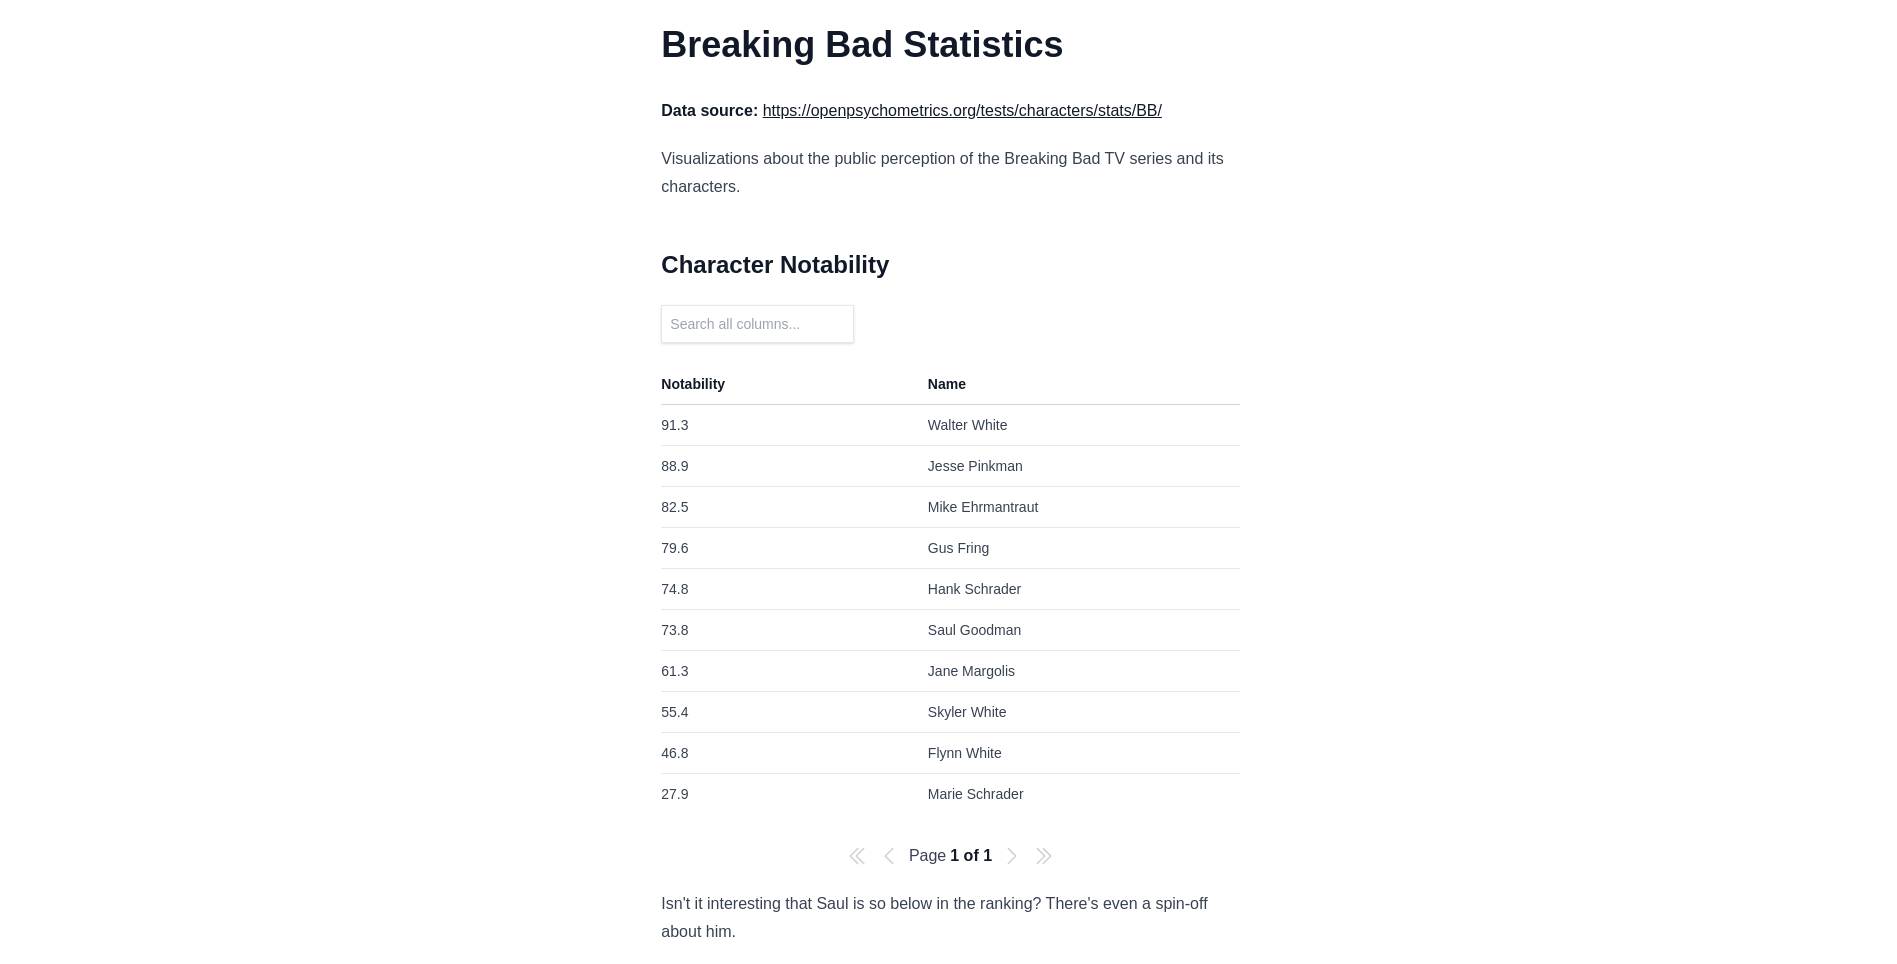 Breaking Bad Statistics
Data source: https://openpsychometrics.org/tests/characters/stats/BB/
Visualizations about the public perception of the Breaking Bad TV series and its
characters.
Character Notability
Search all columns...
Notability Name
91.3 Walter White
88.9 Jesse Pinkman
82.5 Mike Ehrmantraut
79.6 Gus Fring
74.8 Hank Schrader
73.8 Saul Goodman
61.3 Jane Margolis
55.4 Skyler White
46.8 Flynn White
27.9 Marie Schrader
Page 1 of 1
Isn't it interesting that Saul is so below in the ranking? There's even a spin-off
about him.